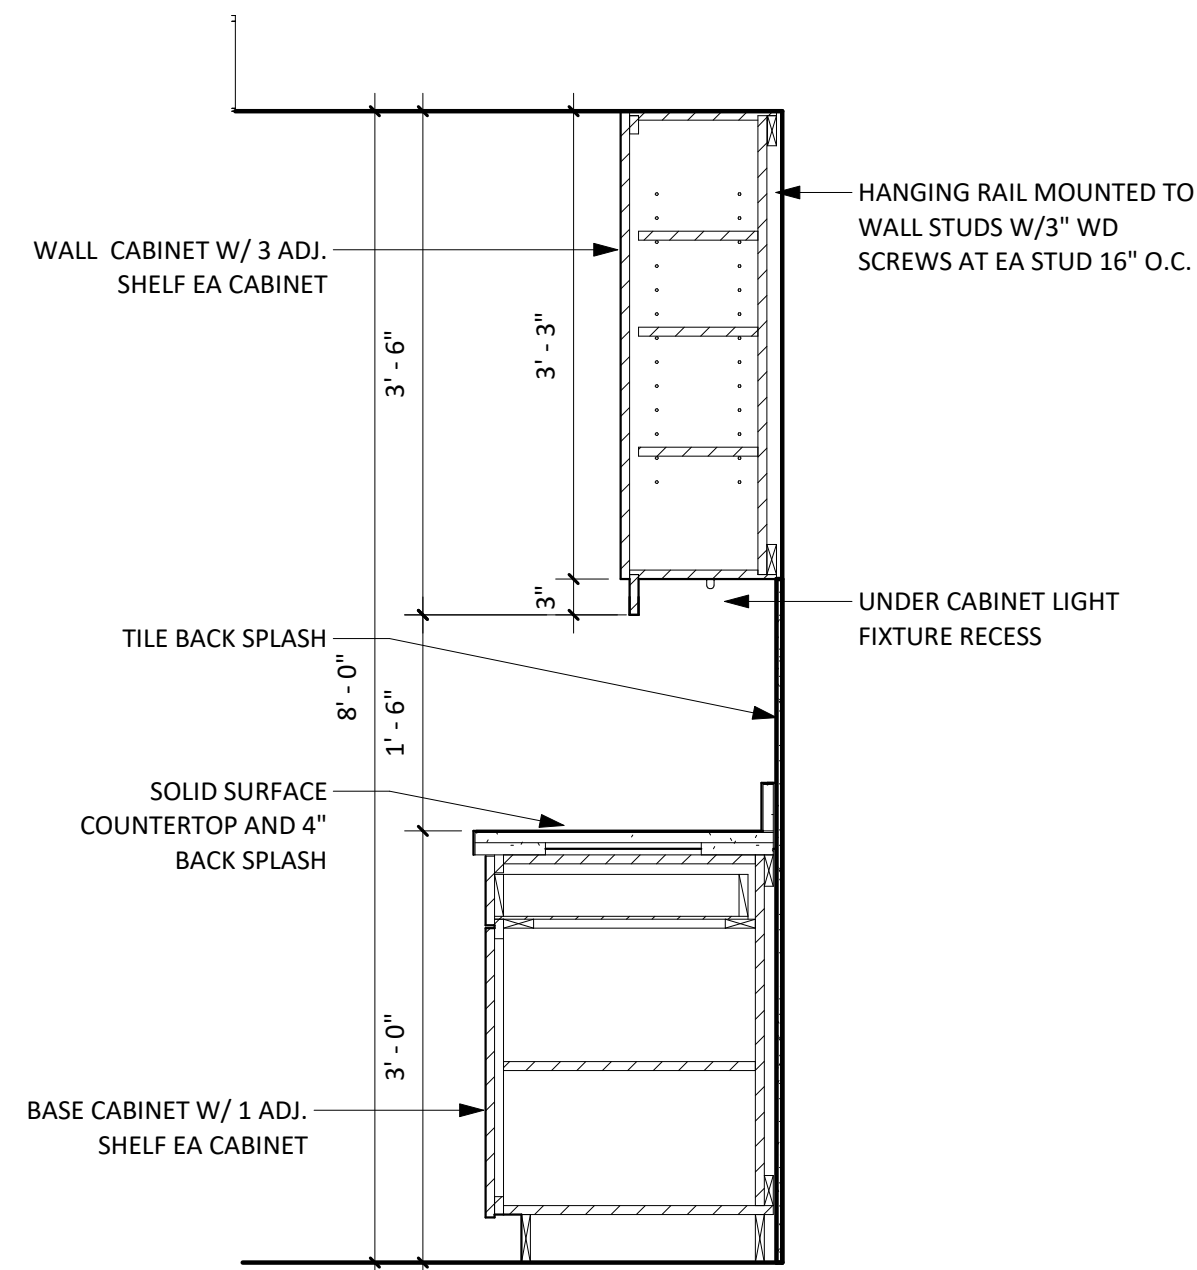 HANGING RAIL MOUNTED TO
WALL STUDS W/3" WD
SCREWS AT EA STUD 16" O.C.
WALL CABINET W/ 3 ADJ.
SHELF EA CABINET
3' - 6"
3' - 3"
3"
UNDER CABINET LIGHT
FIXTURE RECESS
TILE BACK SPLASH
8' - 0"
1' - 6"
SOLID SURFACE
COUNTERTOP AND 4"
BACK SPLASH
3' - 0"
BASE CABINET W/ 1 ADJ.
SHELF EA CABINET